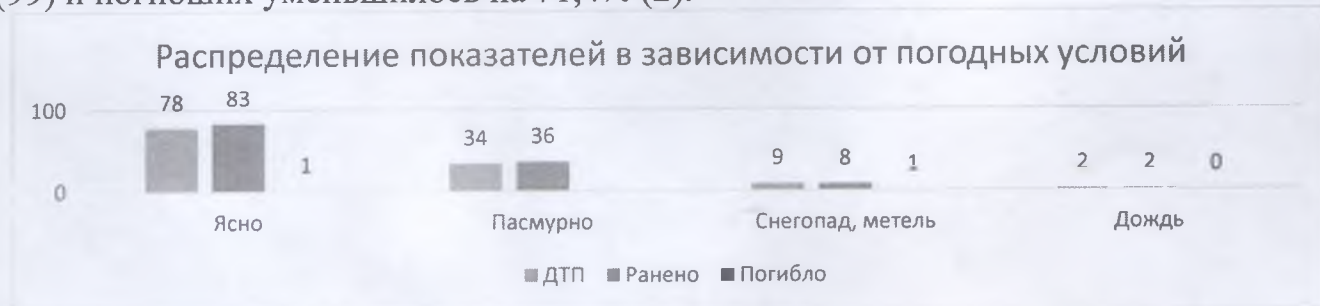 Распределение показателей в зависимости от погодных условий
100
78 83
1
34 36
9 8 1
2 2 0
0
Ясно Пасмурно Снегопад, метель Дождь
ДТП Ранено Погибло